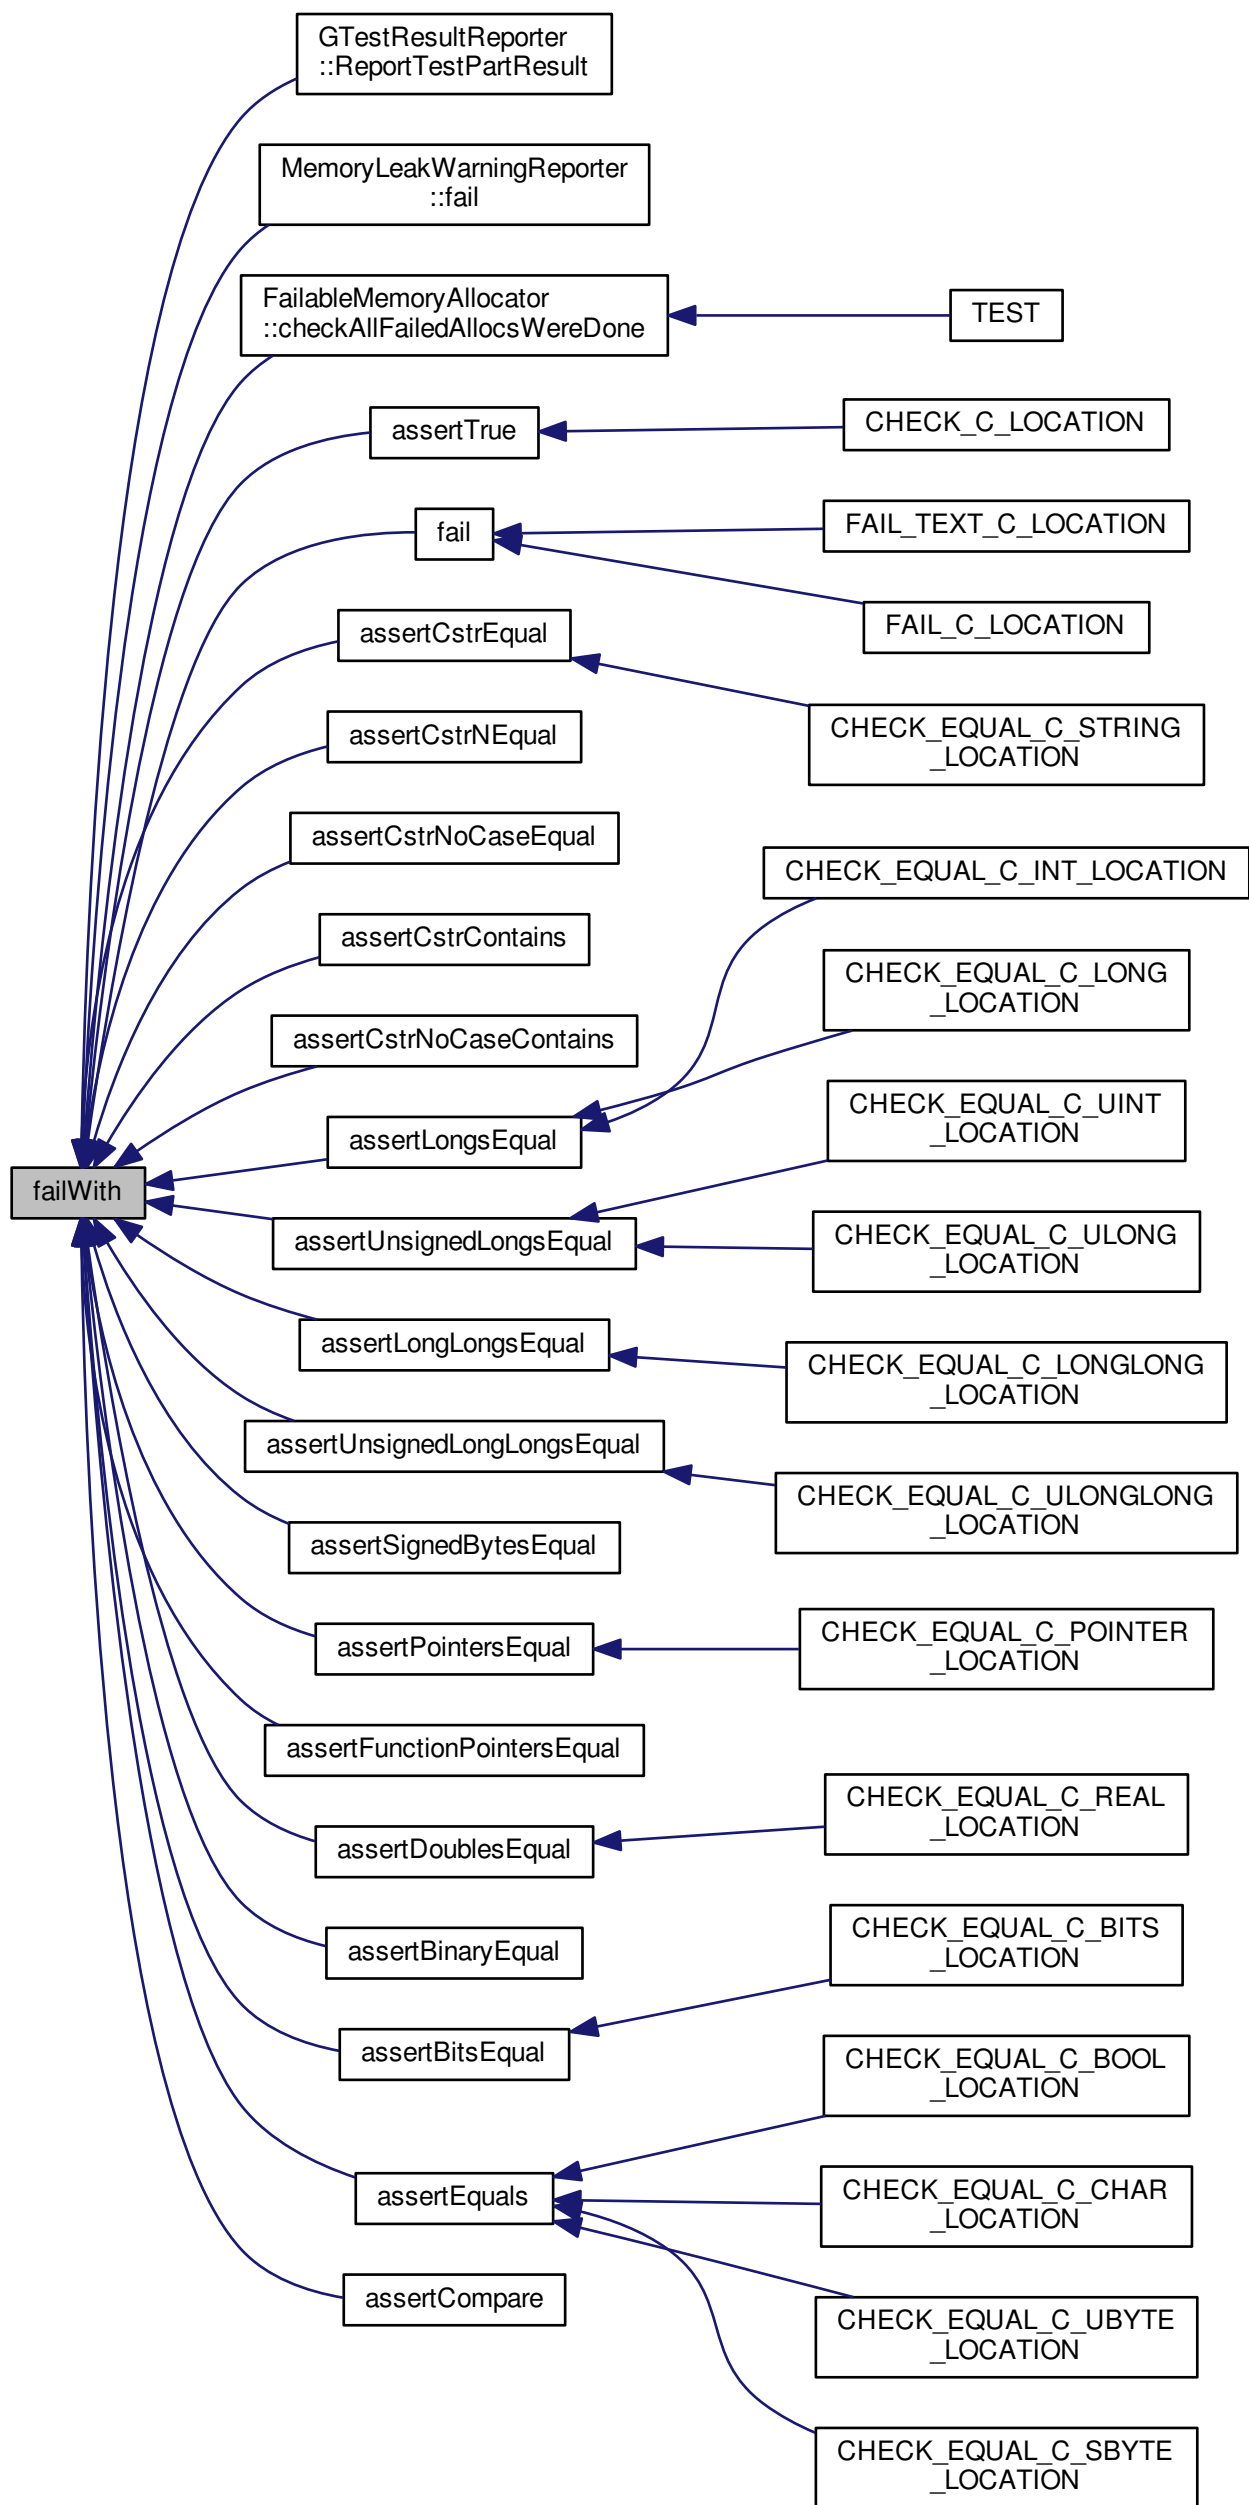 GTestResultReporter
::ReportTestPartResult
MemoryLeakWarningReporter
::fail
FailableMemoryAllocator
::checkAllFailedAllocsWereDone
TEST
assertTrue
CHECK_C_LOCATION
fail
FAIL_TEXT_C_LOCATION
FAIL_C_LOCATION
assertCstrEqual
CHECK_EQUAL_C_STRING
_LOCATION
assertCstrNEqual
assertCstrNoCaseEqual
CHECK_EQUAL_C_INT_LOCATION
assertCstrContains
CHECK_EQUAL_C_LONG
_LOCATION
assertCstrNoCaseContains
CHECK_EQUAL_C_UINT
_LOCATION
assertLongsEqual
failWith
assertUnsignedLongsEqual
CHECK_EQUAL_C_ULONG
_LOCATION
assertLongLongsEqual
CHECK_EQUAL_C_LONGLONG
_LOCATION
assertUnsignedLongLongsEqual
CHECK_EQUAL_C_ULONGLONG
_LOCATION
assertSignedBytesEqual
assertPointersEqual
CHECK_EQUAL_C_POINTER
_LOCATION
assertFunctionPointersEqual
CHECK_EQUAL_C_REAL
_LOCATION
assertDoublesEqual
assertBinaryEqual
CHECK_EQUAL_C_BITS
_LOCATION
assertBitsEqual
CHECK_EQUAL_C_BOOL
_LOCATION
assertEquals
CHECK_EQUAL_C_CHAR
_LOCATION
assertCompare
CHECK_EQUAL_C_UBYTE
_LOCATION
CHECK_EQUAL_C_SBYTE
_LOCATION